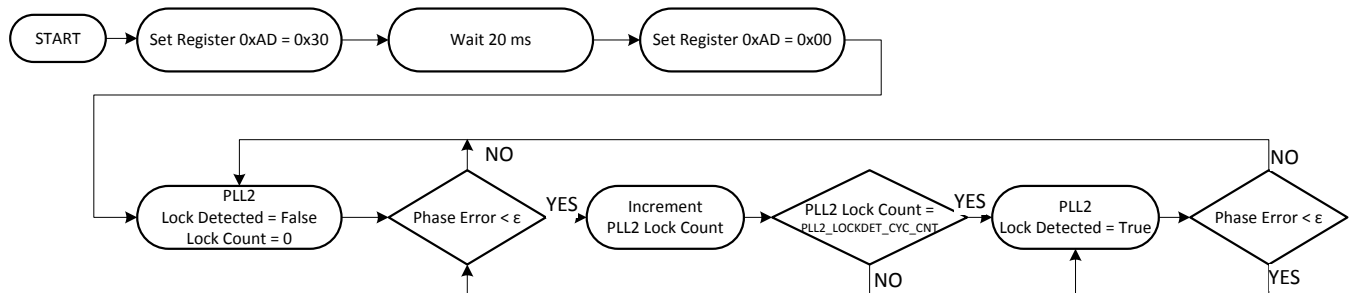 START
Set Register 0xAD = 0x30
Wait 20 ms
Set Register 0xAD = 0x00
NO
NO
PLL2
Lock Detected = False
Lock Count = 0
Phase Error < ε
YES
Increment
PLL2 Lock Count
PLL2 Lock Count =
PLL2_LOCKDET_CYC_CNT
YES
PLL2
Lock Detected = True
Phase Error < ε
NO
YES